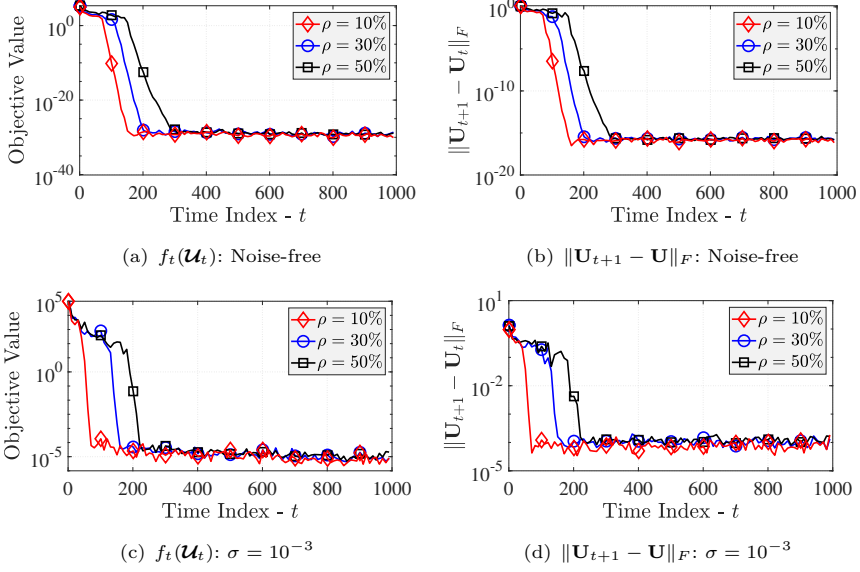 Objective Value
10^5
10^{-10}
10^{-20}
10^{-40}
0
200
400
600
800
1000
Time Index - t
ρ = 10%
ρ = 30%
ρ = 50%
(a) f_t(𝓤_t): Noise-free
‖U_{t+1} − U_t‖_F
10^0
10^{-10}
10^{-20}
0
200
400
600
800
1000
Time Index - t
ρ = 10%
ρ = 30%
ρ = 50%
(b) ‖U_{t+1} − U‖_F: Noise-free
Objective Value
10^5
10^0
10^{-5}
0
200
400
600
800
1000
Time Index - t
ρ = 10%
ρ = 30%
ρ = 50%
(c) f_t(𝓤_t): σ = 10^{-3}
‖U_{t+1} − U_t‖_F
10^1
10^{-2}
10^{-5}
0
200
400
600
800
1000
Time Index - t
ρ = 10%
ρ = 30%
ρ = 50%
(d) ‖U_{t+1} − U‖_F: σ = 10^{-3}